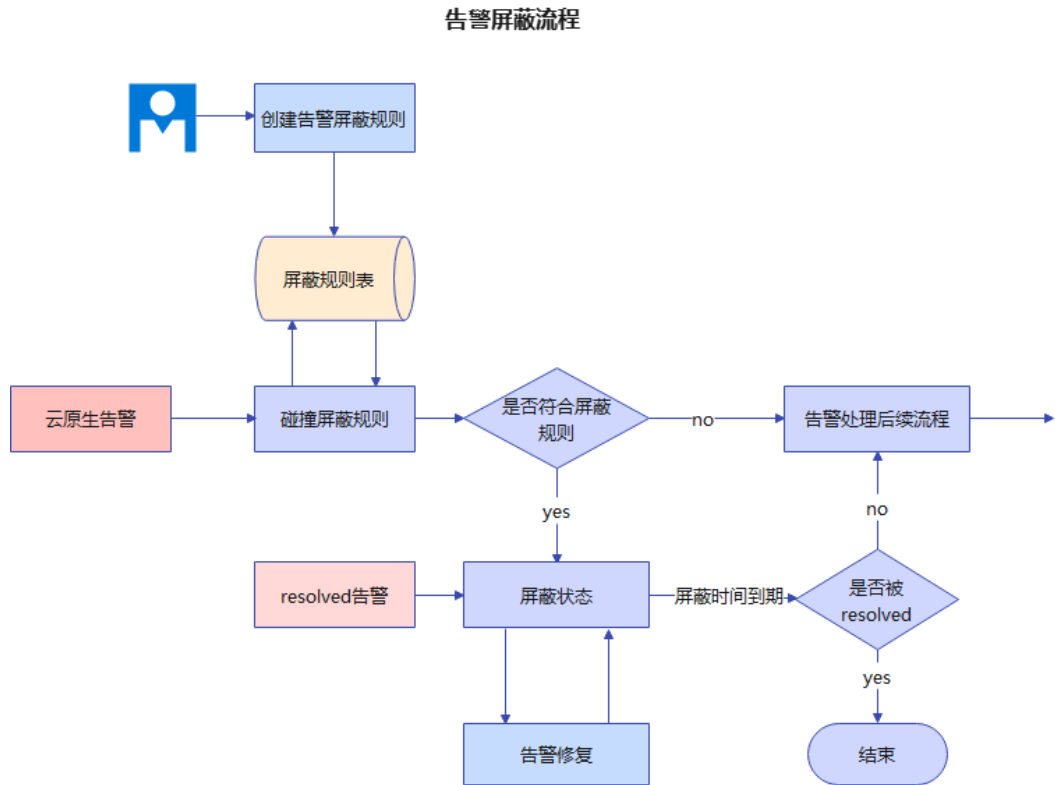 告警屏蔽流程
创建告警屏蔽规则
屏蔽规则表
云原生告警
碰撞屏蔽规则
是否符合屏蔽
规则
no
告警处理后续流程
yes
no
resolved告警
屏蔽状态
屏蔽时间到期
是否被
resolved
yes
告警修复
结束